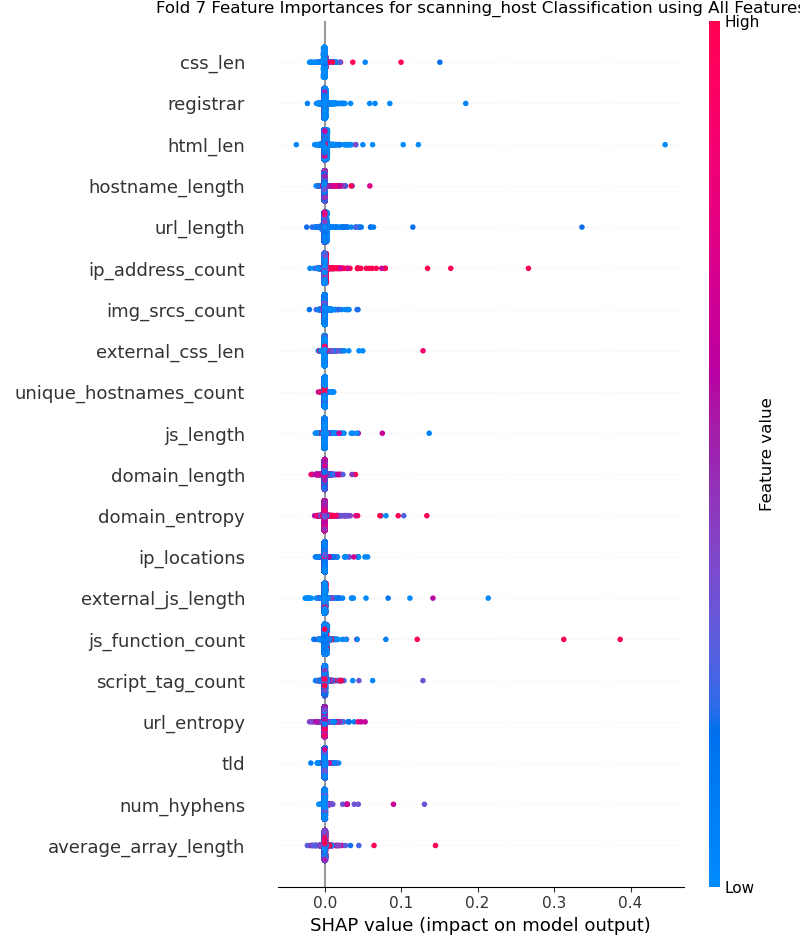 Fold 7 Feature Importances for scanning_host Classification using All Features
High
css_len
registrar
html_len
hostname_length
url_length
ip_address_count
img_srcs_count
external_css_len
unique_hostnames_count
js_length
domain_length
domain_entropy
ip_locations
external_js_length
js_function_count
script_tag_count
url_entropy
tld
num_hyphens
average_array_length
Feature value
Low
0.0 0.1 0.2 0.3 0.4
SHAP value (impact on model output)